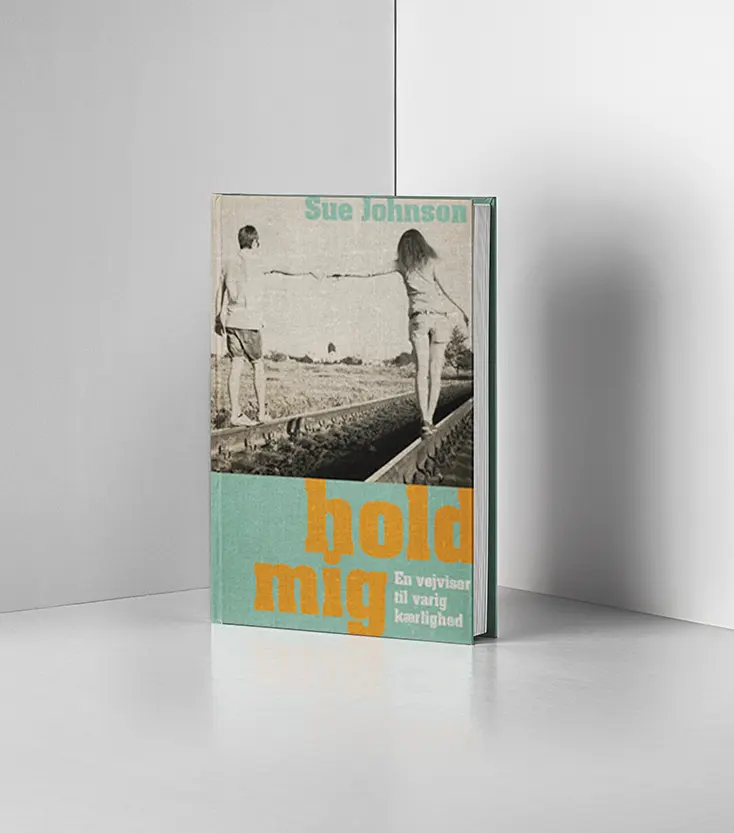 Sue Johnson
hold
mig
En vejviser
til varig
kærlighed